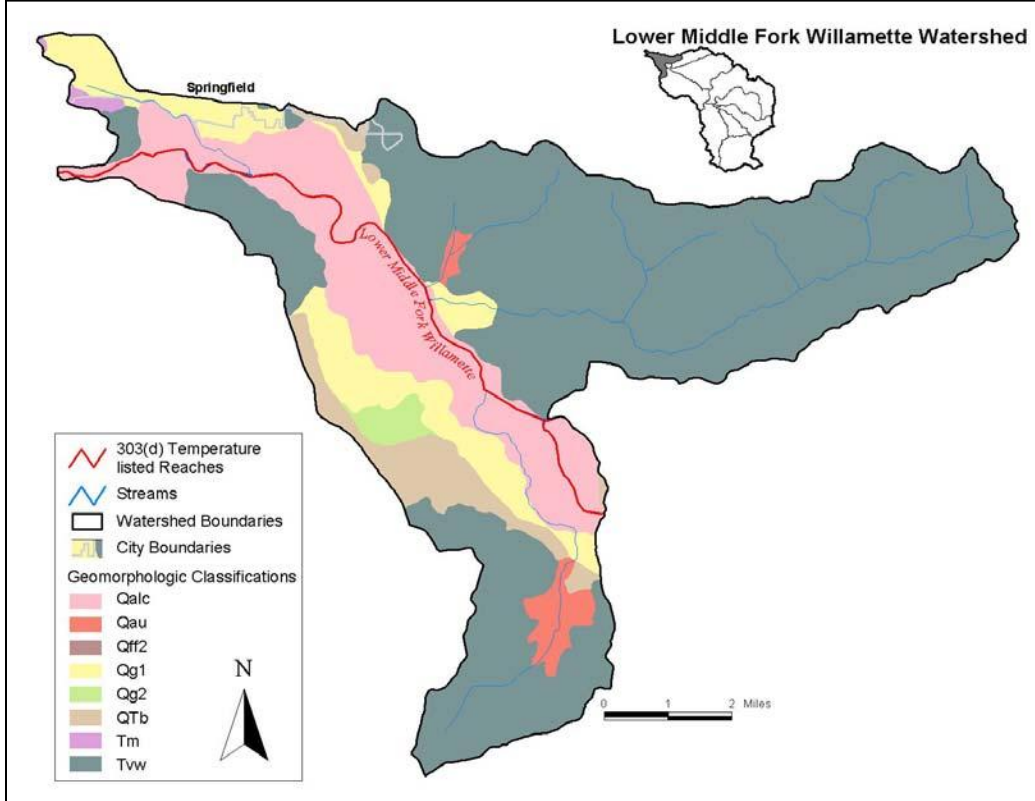 Lower Middle Fork Willamette Watershed
Springfield
Lower Middle Fork Willamette
303(d) Temperature
listed Reaches
Streams
Watershed Boundaries
City Boundaries
Geomorphologic Classifications
Qalc
Qau
Qff2
Qg1
Qg2
QTb
Tm
Tvw
N
0 1 2 Miles